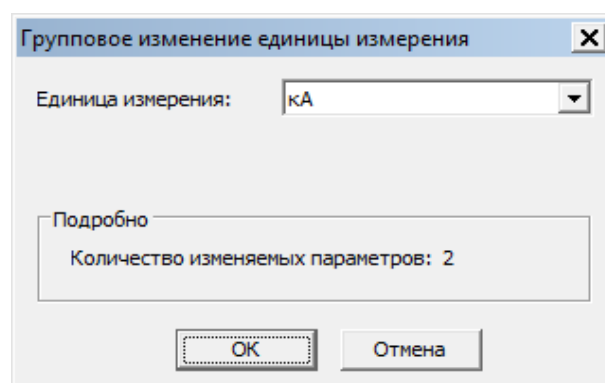 Групповое изменение единицы измерения
Единица измерения: кА
Подробно
Количество изменяемых параметров: 2
OK Отмена